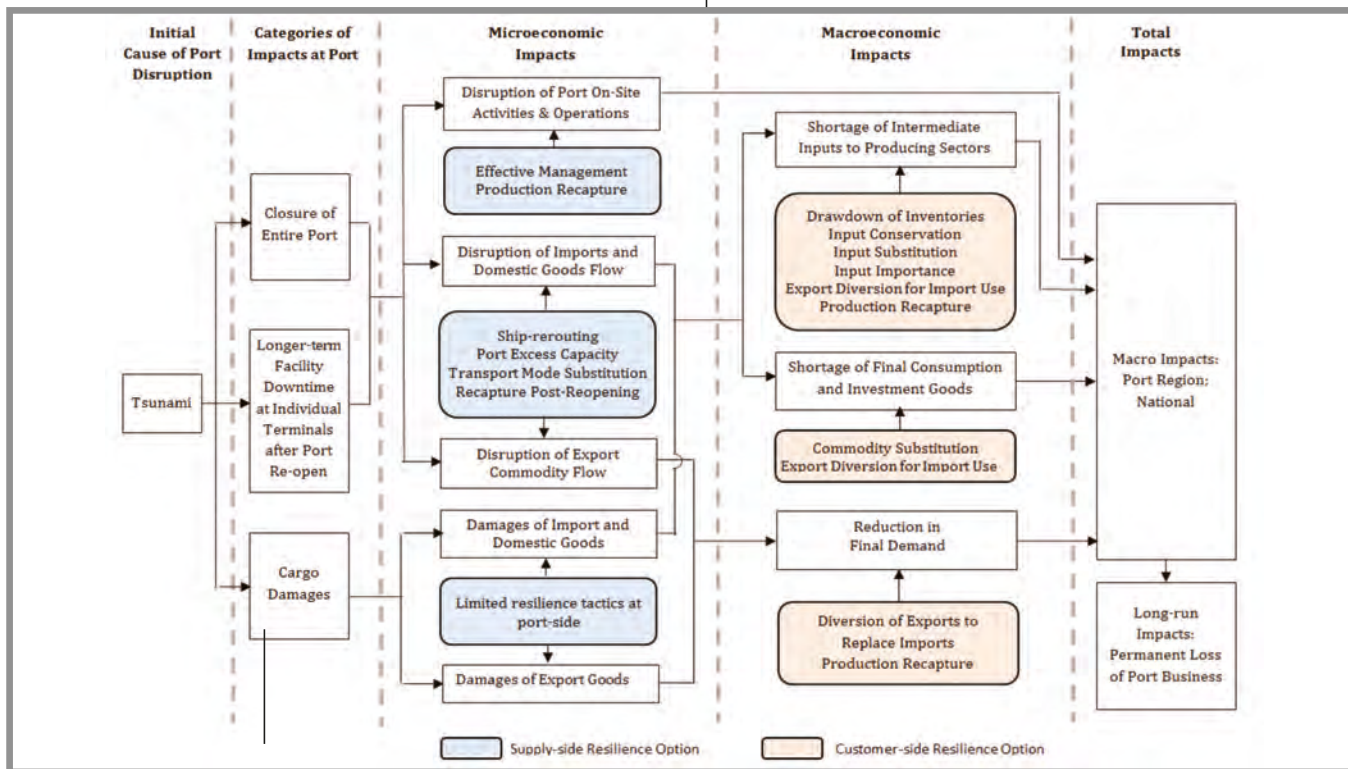 Initial
Cause of Port
Disruption
Categories of
Impacts at Port
Microeconomic
Impacts
Macroeconomic
Impacts
Total
Impacts
Tsunami
Closure of
Entire Port
Longer-term
Facility
Downtime
at Individual
Terminals
after Port
Re-open
Cargo
Damages
Disruption of Port On-Site
Activities & Operations
Effective Management
Production Recapture
Disruption of Imports and
Domestic Goods Flow
Ship-rerouting
Port Excess Capacity
Transport Mode Substitution
Recapture Post-Reopening
Disruption of Export
Commodity Flow
Damages of Import and
Domestic Goods
Limited resilience tactics at
port-side
Damages of Export Goods
Shortage of Intermediate
Inputs to Producing Sectors
Drawdown of Inventories
Input Conservation
Input Substitution
Input Importance
Export Diversion for Import Use
Production Recapture
Shortage of Final Consumption
and Investment Goods
Commodity Substitution
Export Diversion for Import Use
Reduction in
Final Demand
Diversion of Exports to
Replace Imports
Production Recapture
Macro Impacts:
Port Region;
National
Long-run
Impacts:
Permanent Loss
of Port Business
Supply-side Resilience Option
Customer-side Resilience Option